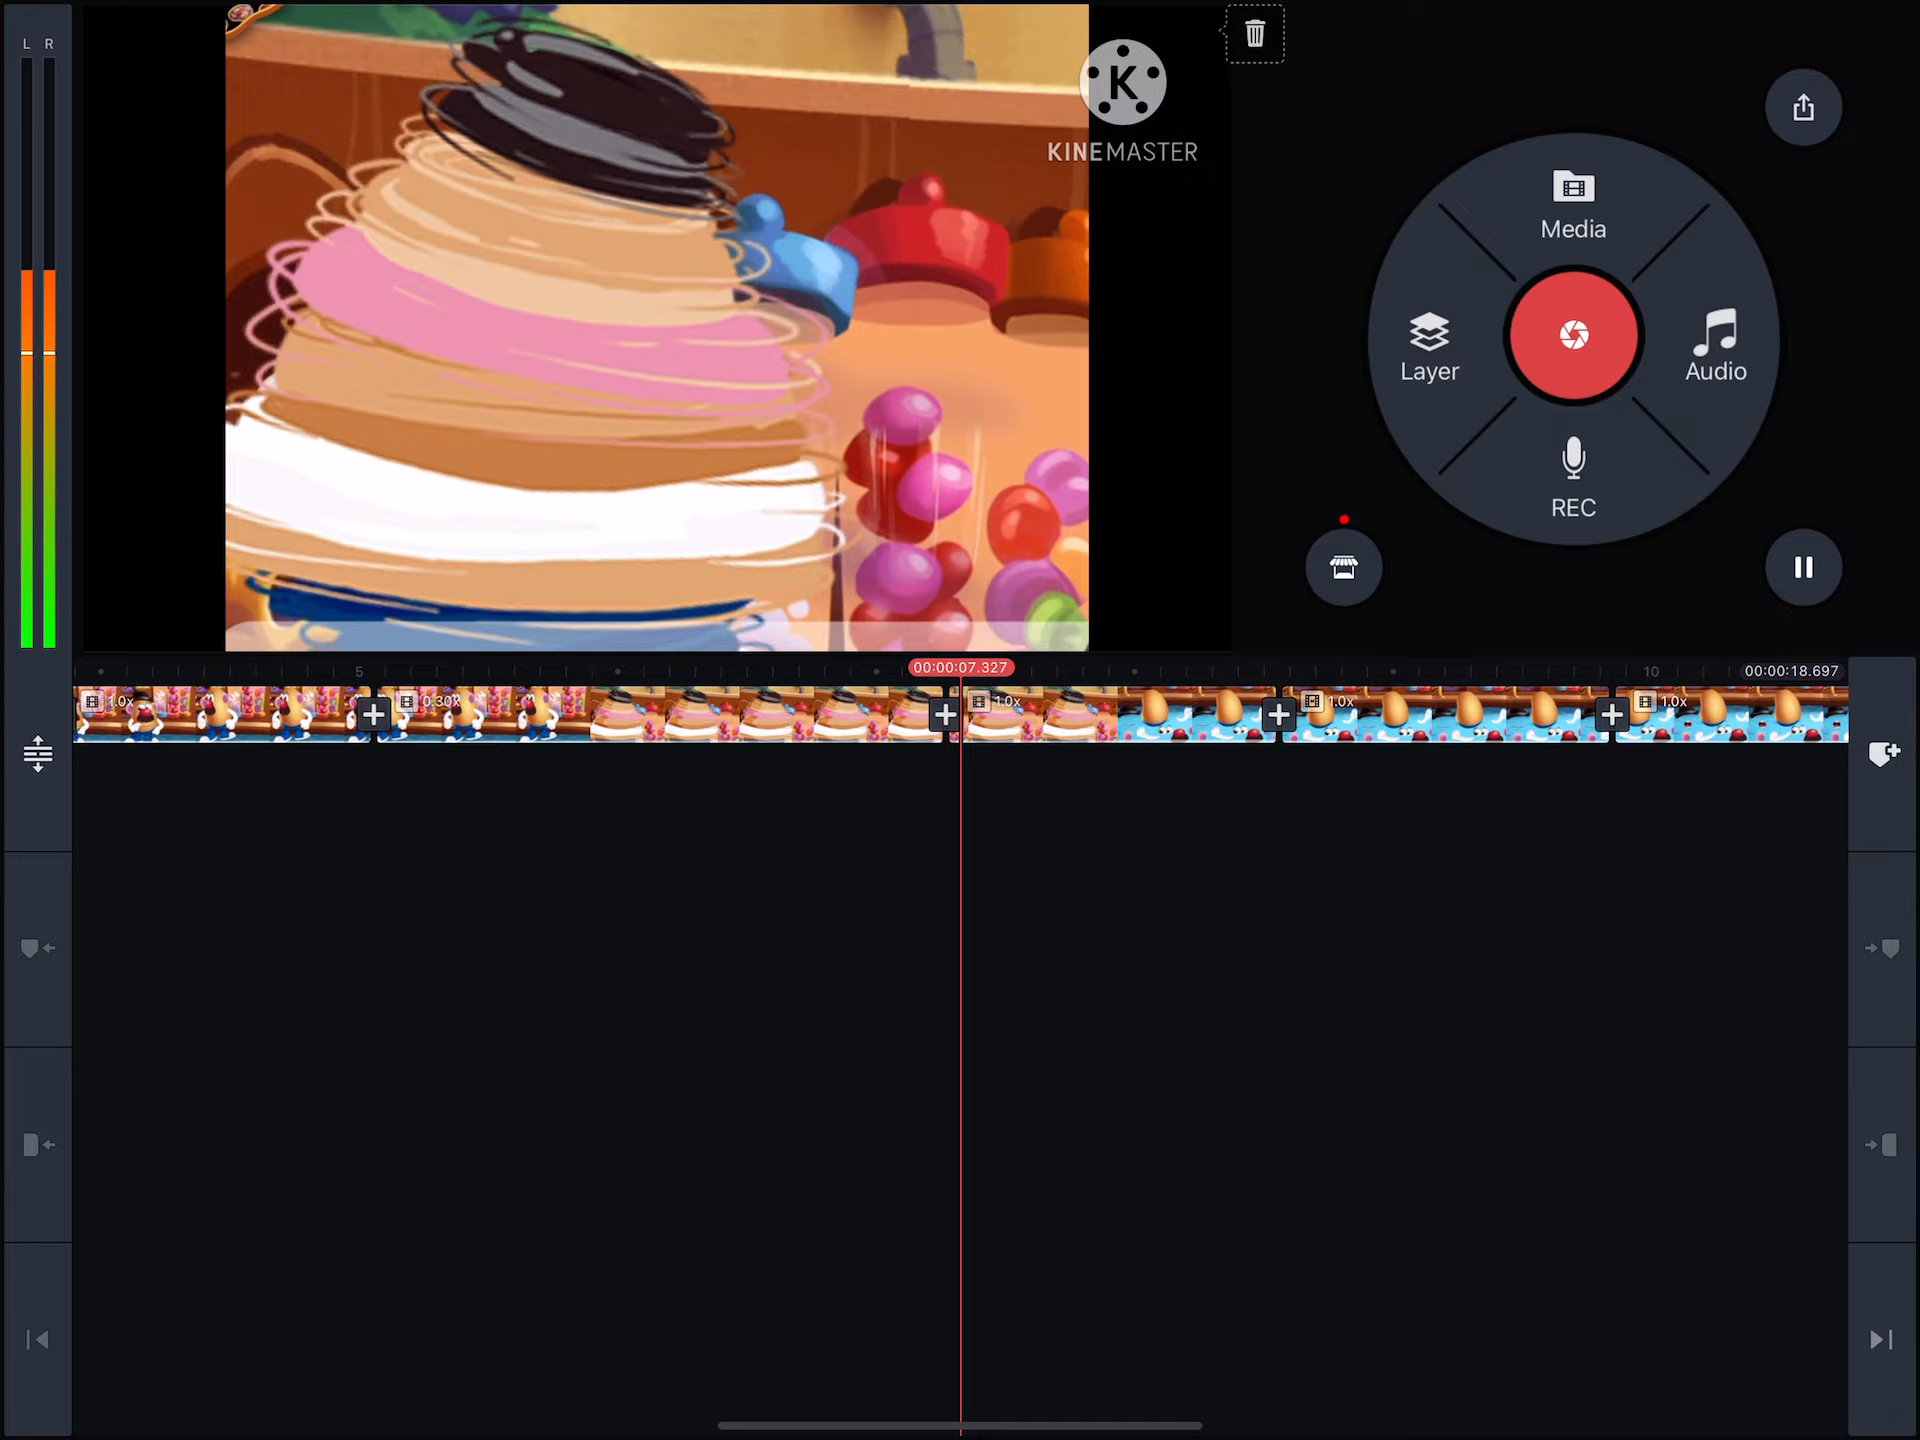 L R
K
KINEMASTER
Media
Layer
Audio
REC
5
00:00:07.327
10
00:00:18.697
1.0x
0.30x
1.0x
1.0x
1.0x